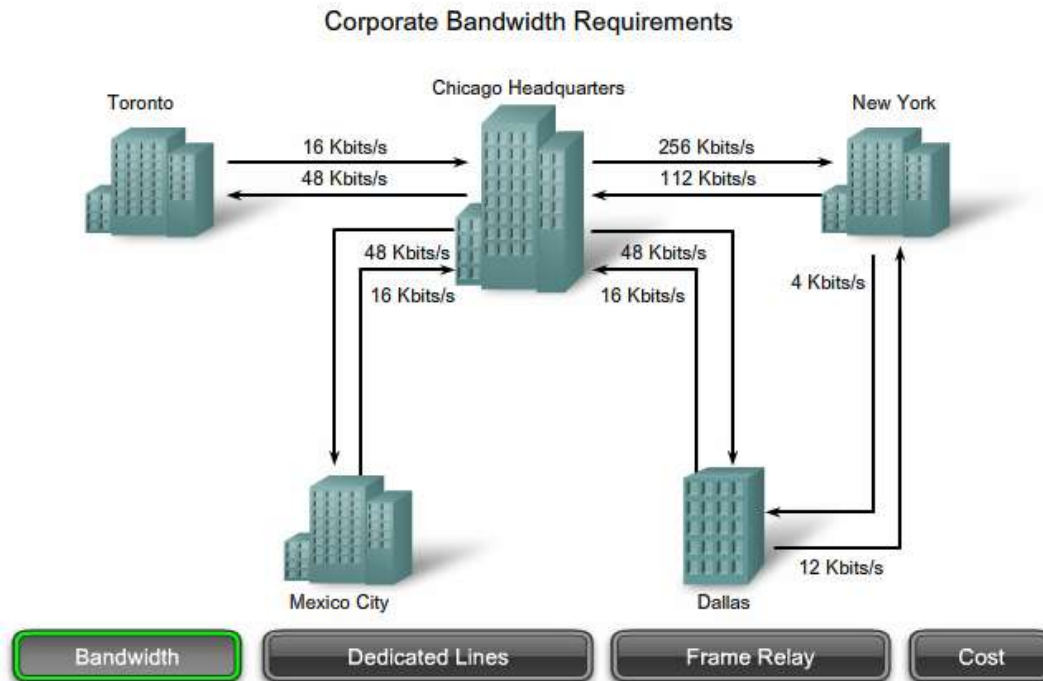 Corporate Bandwidth Requirements
Chicago Headquarters
Toronto
New York
16 Kbits/s
256 Kbits/s
48 Kbits/s
112 Kbits/s
48 Kbits/s
48 Kbits/s
16 Kbits/s
16 Kbits/s
4 Kbits/s
12 Kbits/s
Mexico City
Dallas
Bandwidth
Dedicated Lines
Frame Relay
Cost